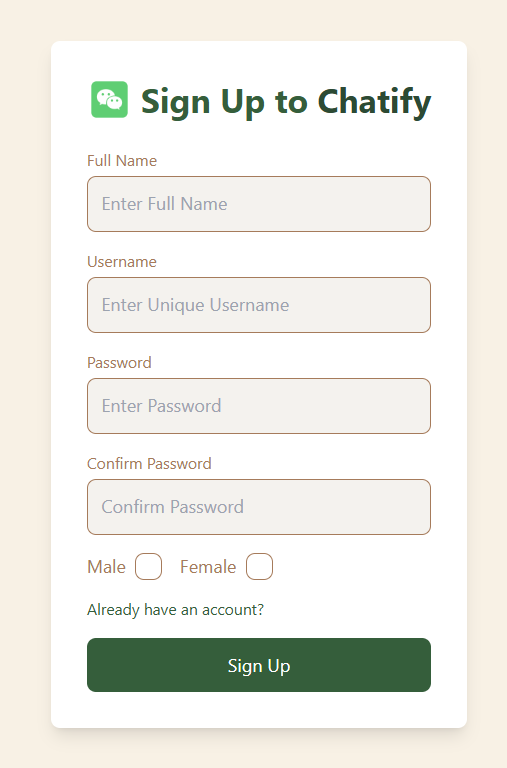 Sign Up to Chatify
Full Name
Enter Full Name
Username
Enter Unique Username
Password
Enter Password
Confirm Password
Confirm Password
Male Female
Already have an account?
Sign Up